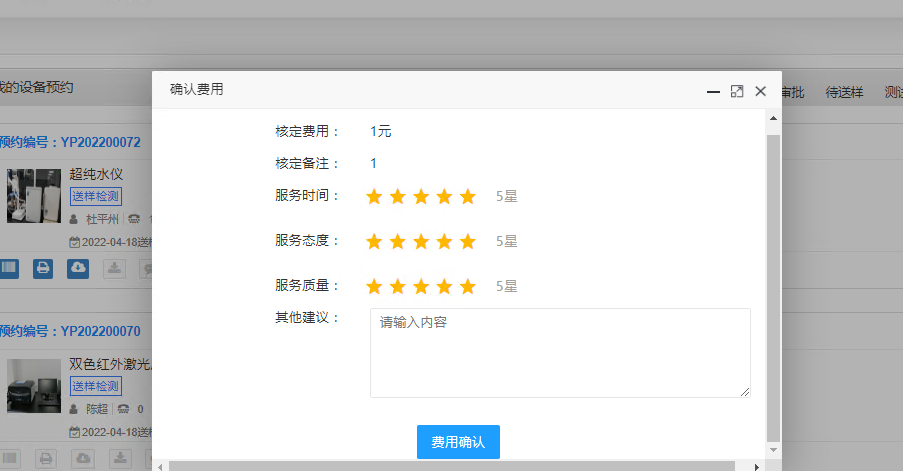 我的设备预约
审批 待送样
预约编号：YP202200072
超纯水仪
送样检测
杜平州
2022-04-18送样
预约编号：YP202200070
双色红外激光
送样检测
陈超 0
2022-04-18送样
确认费用
核定费用： 1元
核定备注： 1
服务时间： 5星
服务态度： 5星
服务质量： 5星
其他建议： 请输入内容
费用确认